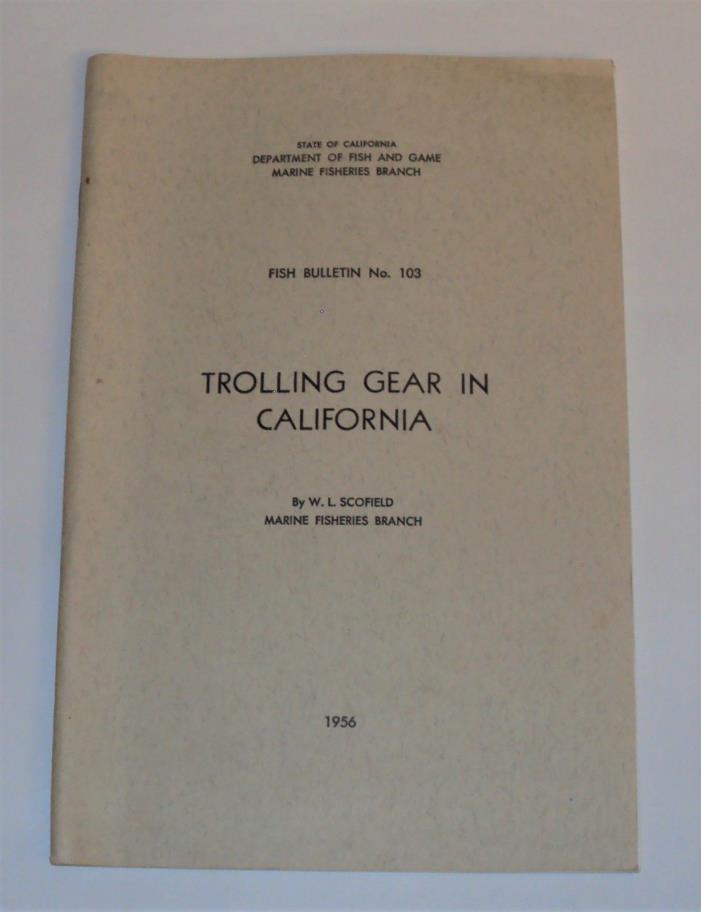 STATE OF CALIFORNIA
DEPARTMENT OF FISH AND GAME
MARINE FISHERIES BRANCH
FISH BULLETIN No. 103
TROLLING GEAR IN
CALIFORNIA
By W. L. SCOFIELD
MARINE FISHERIES BRANCH
1956